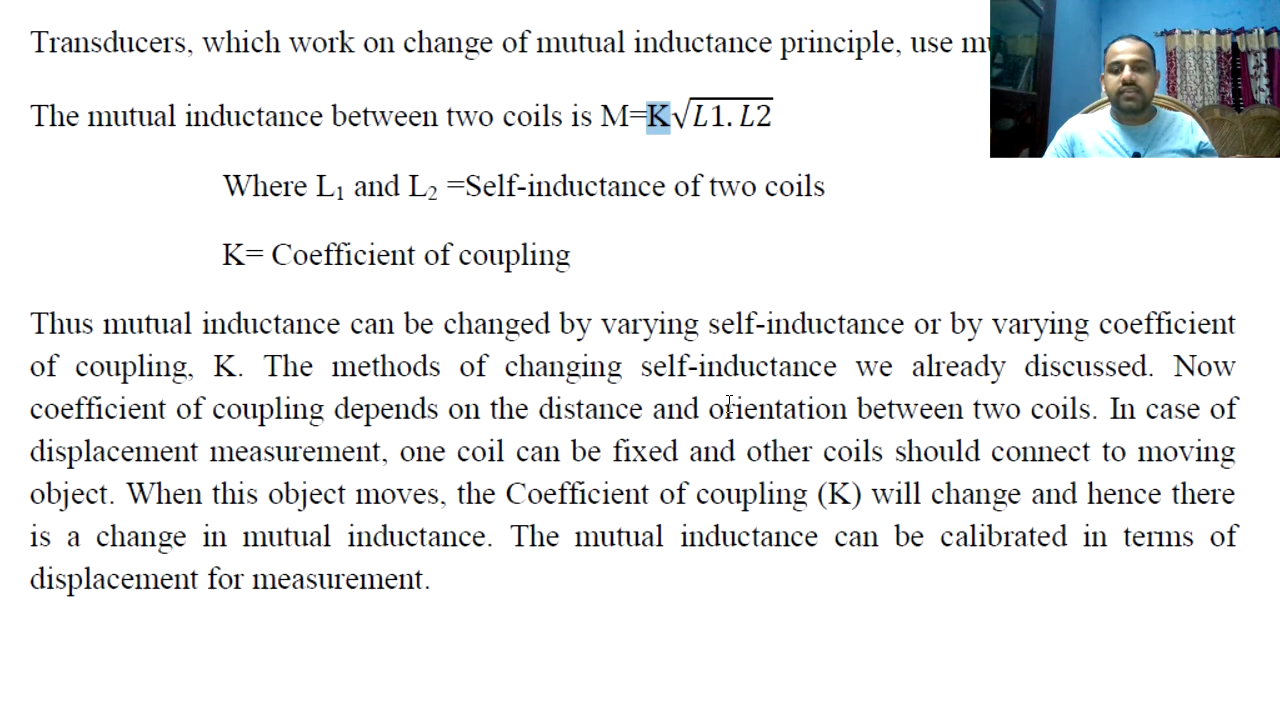 Transducers, which work on change of mutual inductance principle, use
The mutual inductance between two coils is M=K√L1.L2
Where L₁ and L₂ =Self-inductance of two coils
K= Coefficient of coupling
Thus mutual inductance can be changed by varying self-inductance or by varying coefficient
of coupling, K. The methods of changing self-inductance we already discussed. Now
coefficient of coupling depends on the distance and orientation between two coils. In case of
displacement measurement, one coil can be fixed and other coils should connect to moving
object. When this object moves, the Coefficient of coupling (K) will change and hence there
is a change in mutual inductance. The mutual inductance can be calibrated in terms of
displacement for measurement.